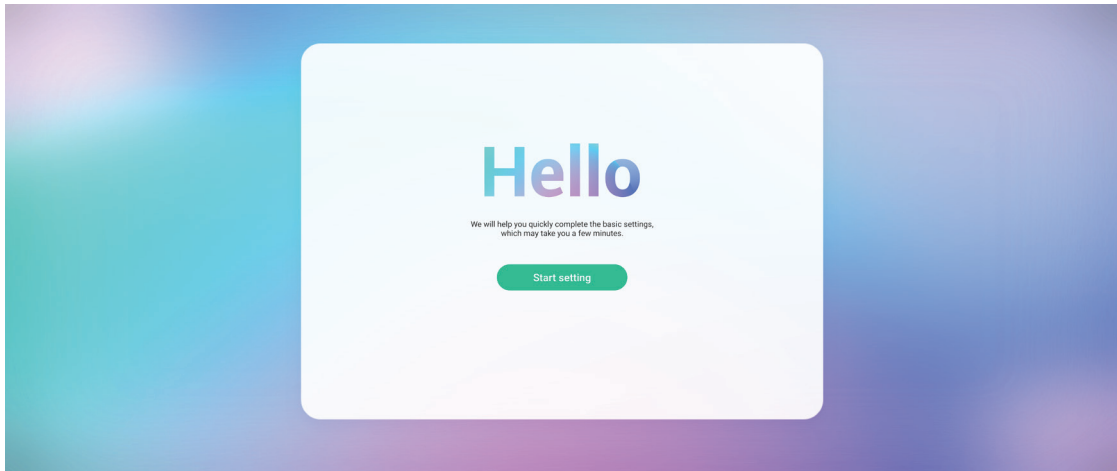 Hello
We will help you quickly complete the basic settings,
which may take you a few minutes.
Start setting